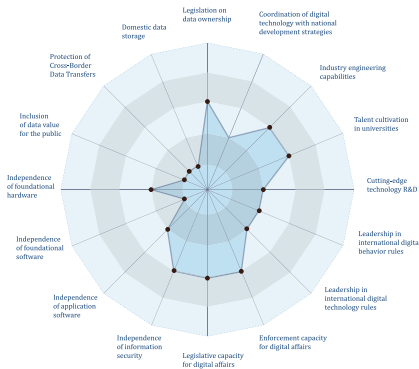 Legislation on
data ownership
Coordination of digital
technology with national
development strategies
Industry engineering
capabilities
Talent cultivation
in universities
Cutting-edge
technology R&D
Leadership in
international digita
behavior rules
Leadership in
international digital
technology rules
Enforcement capacity
for digital affairs
Legislative capacity
for digital affairs
Independence
of information
security
Independence
of application
software
Independence
of foundational
software
Independence
of foundational
hardware
Inclusion
of data value
for the public
Protection of
Cross-Border
Data Transfers
Domestic data
storage